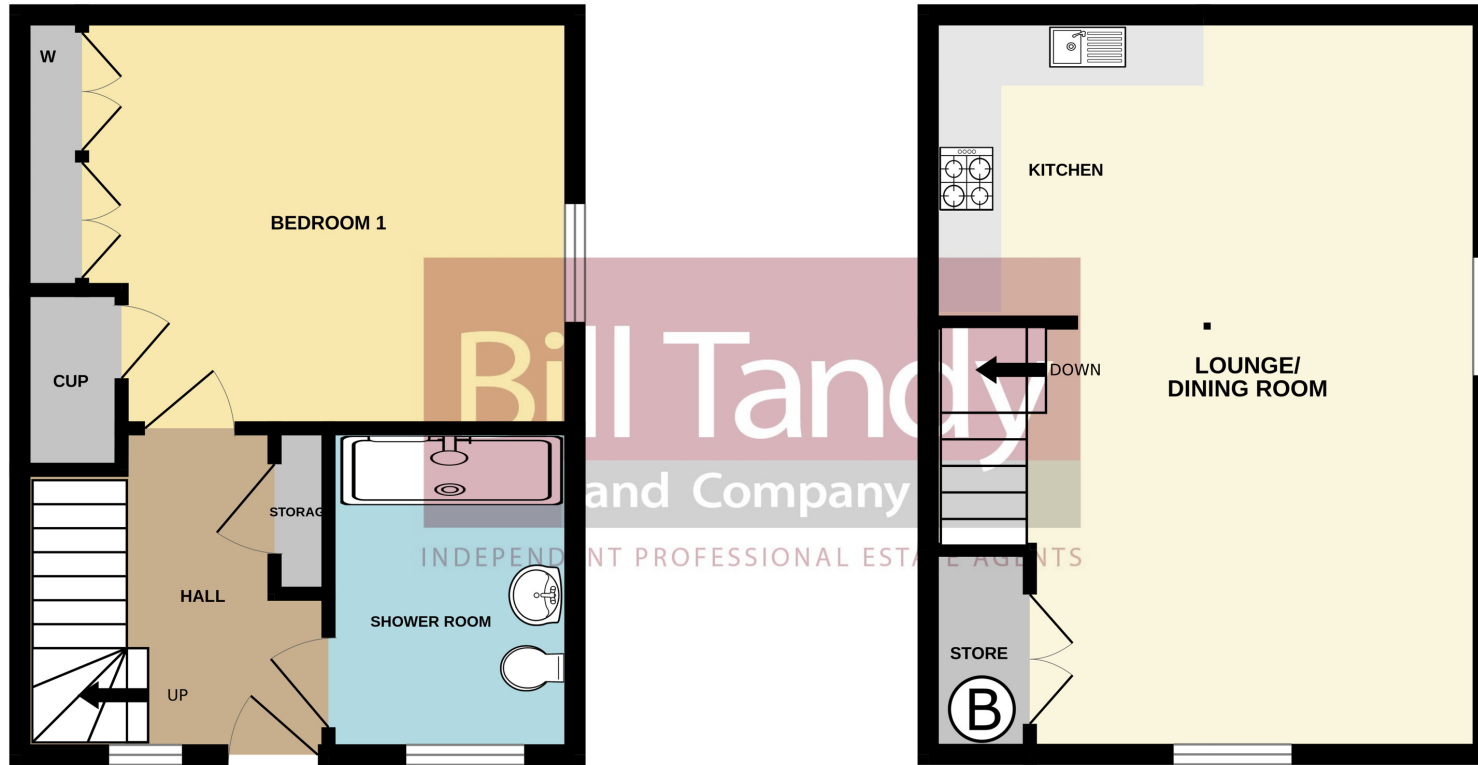 W
BEDROOM 1
CUP
STORAG
HALL
SHOWER ROOM
UP
KITCHEN
DOWN
LOUNGE/
DINING ROOM
STORE
B
Bill Tandy
and Company
INDEPENDENT PROFESSIONAL ESTATE AGENTS